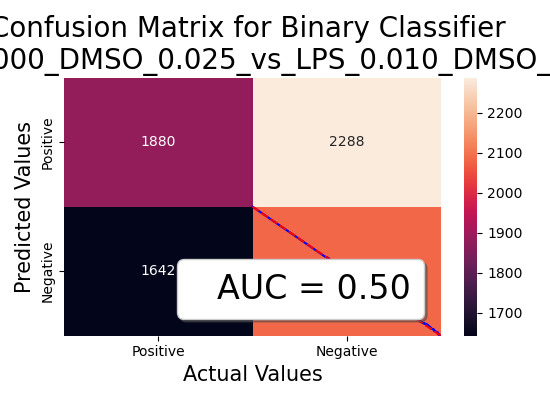 Confusion Matrix for Binary Classifier
000_DMSO_0.025_vs_LPS_0.010_DMSO_
Predicted Values
Positive
Negative
1880
2288
1642
AUC = 0.50
Positive
Negative
Actual Values
2200
2100
2000
1900
1800
1700